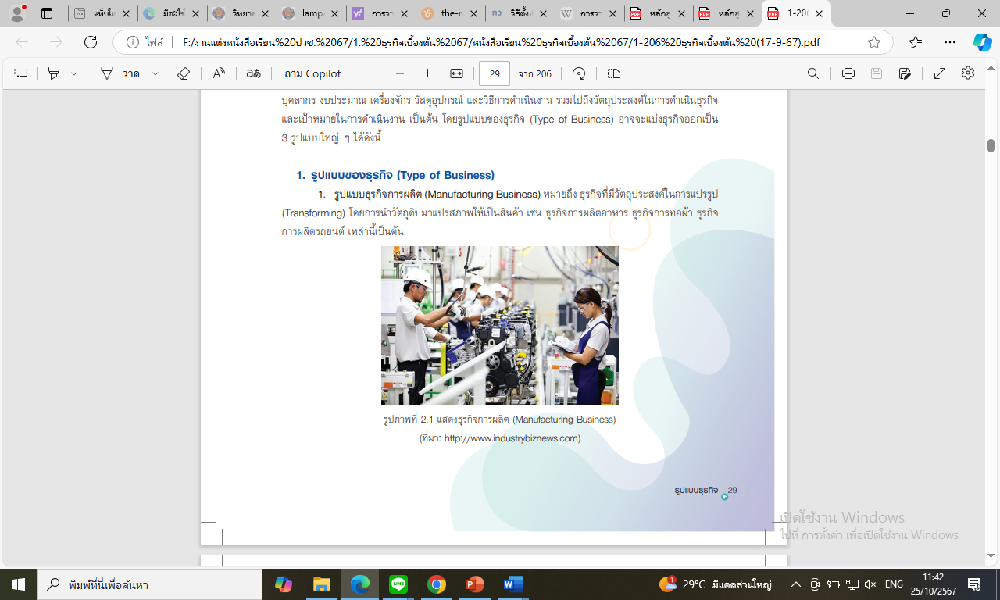 แท็บให
มีอะไรใ
วิทยาล
lampa
การวา
the-n
วิธีตั้งเ
การวา
หลักสู
หลักสู
1-20
ไฟล์
F:/งานแต่งหนังสือเรียน%20ปวช.%2067/1.%20ธุรกิจเบื้องต้น%2067/หนังสือเรียน%20ธุรกิจเบื้องต้น%2067/1-206%20ธุรกิจเบื้องต้น%20(17-9-67).pdf
วาด
ถาม Copilot
29
จาก 206
บุคลากร งบประมาณ เครื่องจักร วัสดุอุปกรณ์ และวิธีการดำเนินงาน รวมไปถึงวัตถุประสงค์ในการดำเนินธุรกิจ
และเป้าหมายในการดำเนินงาน เป็นต้น โดยรูปแบบของธุรกิจ (Type of Business) อาจจะแบ่งธุรกิจออกเป็น
3 รูปแบบใหญ่ ๆ ได้ดังนี้
1. รูปแบบของธุรกิจ (Type of Business)
1. รูปแบบธุรกิจการผลิต (Manufacturing Business) หมายถึง ธุรกิจที่มีวัตถุประสงค์ในการแปรรูป
(Transforming) โดยการนำวัตถุดิบมาแปรสภาพให้เป็นสินค้า เช่น ธุรกิจการผลิตอาหาร ธุรกิจการทอผ้า ธุรกิจ
การผลิตรถยนต์ เหล่านี้เป็นต้น
รูปภาพที่ 2.1 แสดงธุรกิจการผลิต (Manufacturing Business)
(ที่มา: http://www.industrybiznews.com)
รูปแบบธุรกิจ 29
เปิดใช้งาน Windows
ไปที่ การตั้งค่า เพื่อเปิดใช้งาน Windows
พิมพ์ที่นี่เพื่อค้นหา
29°C มีแดดส่วนใหญ่
ENG
11:42
25/10/2567